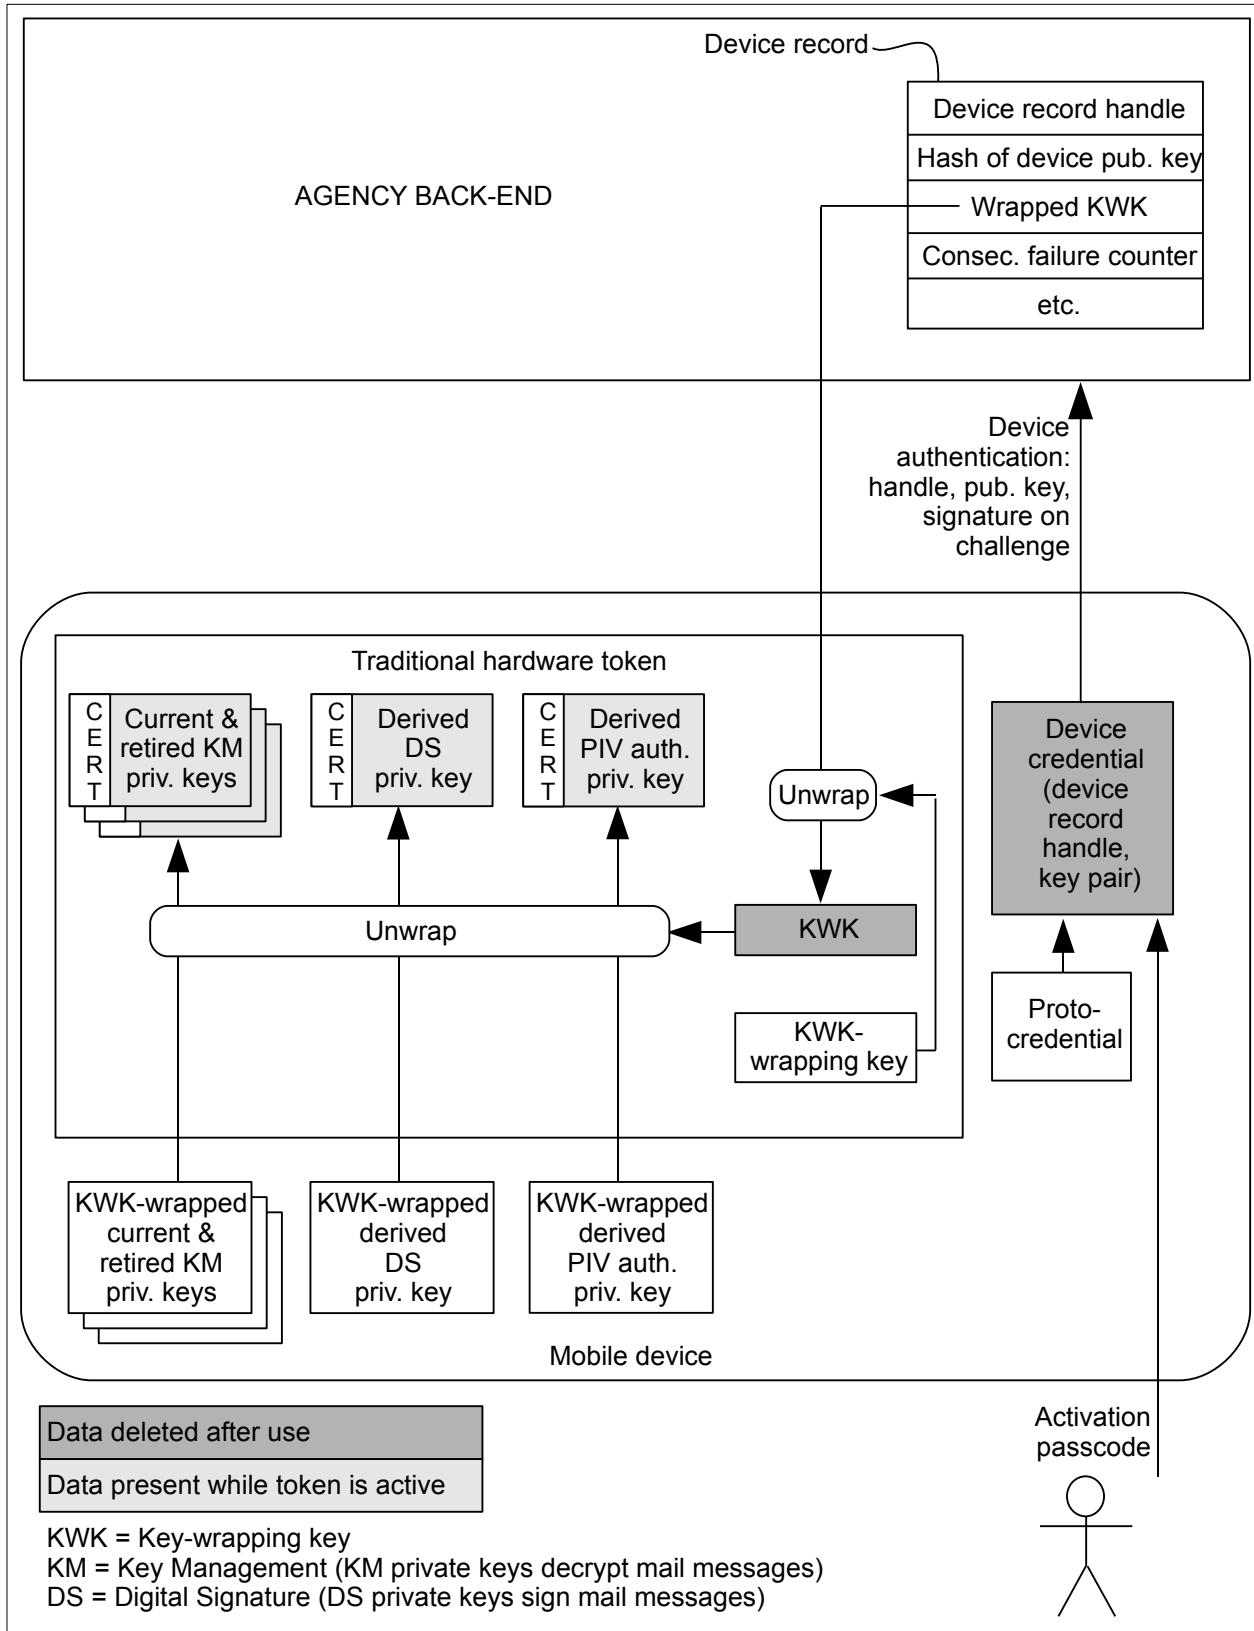 Device record
Device record handle
Hash of device pub. key
AGENCY BACK-END
Wrapped KWK
Consec. failure counter
etc.
Device
authentication:
handle, pub. key,
signature on
challenge
Traditional hardware token
C
E
R
T
Current &
retired KM
priv. keys
C
E
R
T
Derived
DS
priv. key
C
E
R
T
Derived
PIV auth.
priv. key
Unwrap
Device
credential
(device
record
handle,
key pair)
Unwrap
KWK
Proto-
credential
KWK-
wrapping key
KWK-wrapped
current &
retired KM
priv. keys
KWK-wrapped
derived
DS
priv. key
KWK-wrapped
derived
PIV auth.
priv. key
Mobile device
Activation
passcode
Data deleted after use
Data present while token is active
KWK = Key-wrapping key
KM = Key Management (KM private keys decrypt mail messages)
DS = Digital Signature (DS private keys sign mail messages)